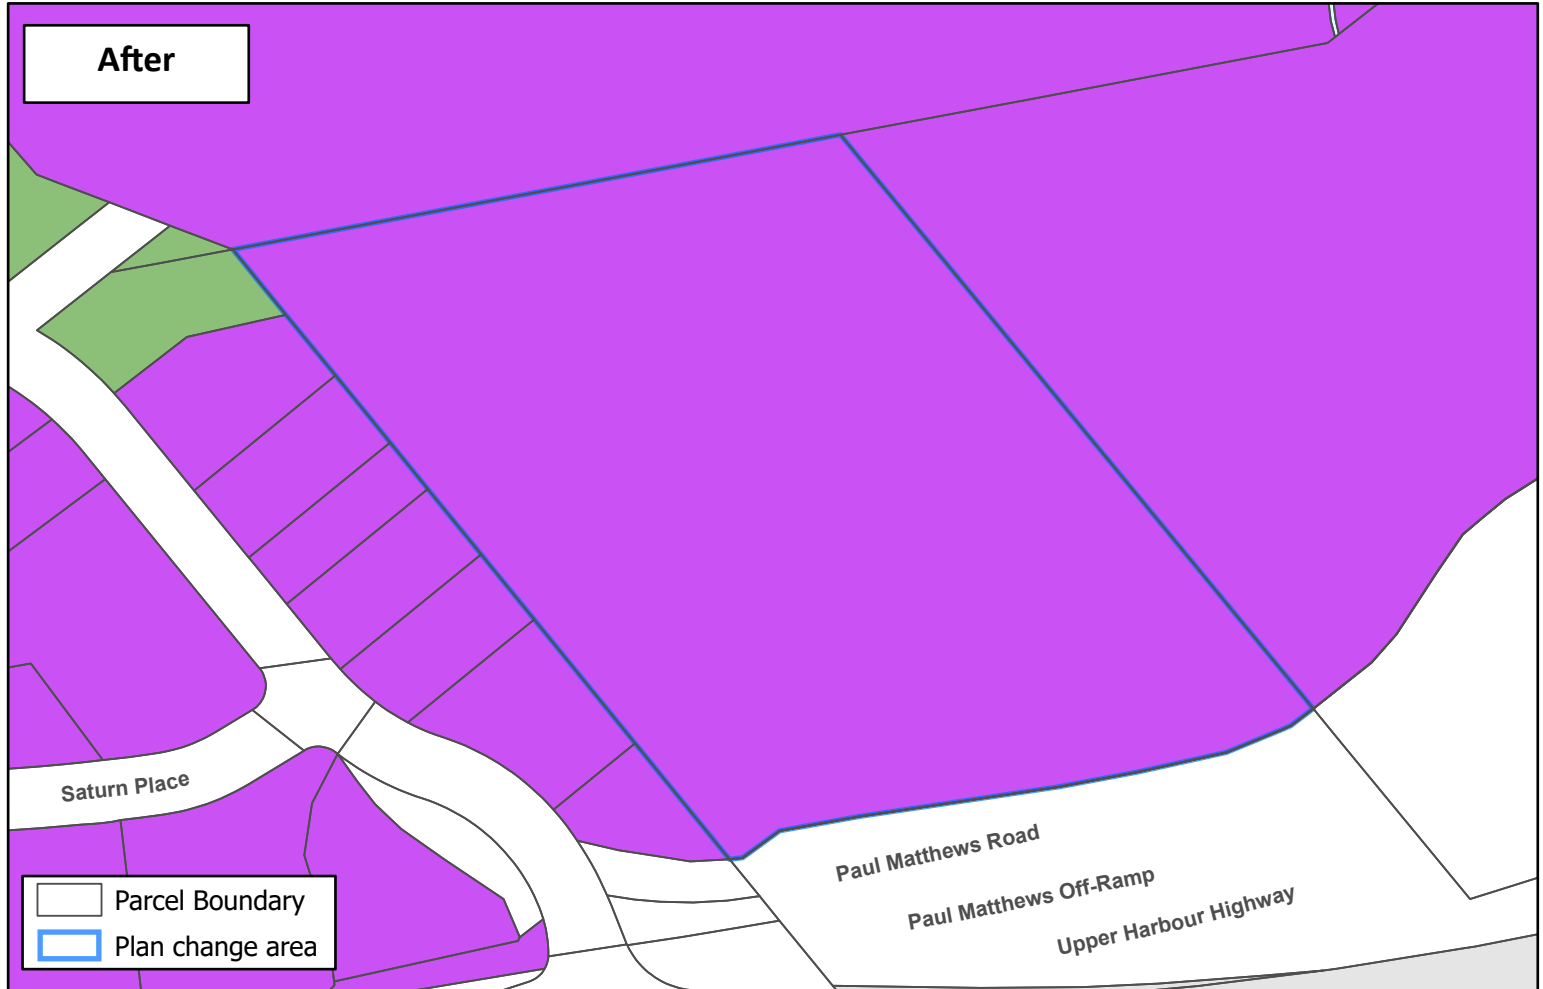 After
Saturn Place
Paul Matthews Road
Paul Matthews Off-Ramp
Upper Harbour Highway
Parcel Boundary
Plan change area